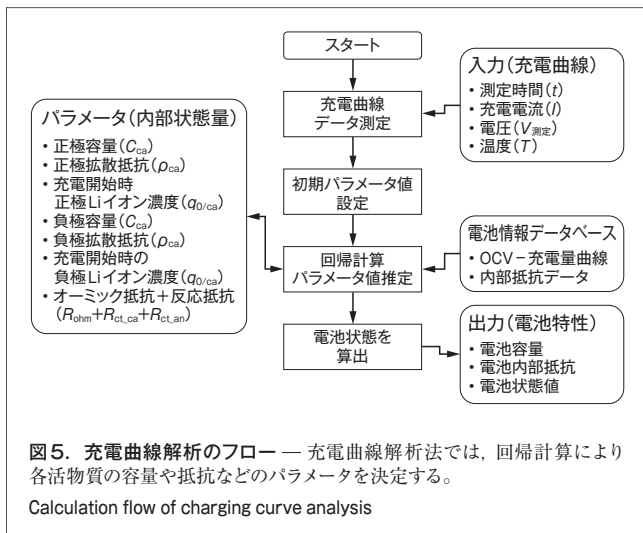 スタート
充電曲線
データ測定
初期パラメータ値
設定
回帰計算
パラメータ値推定
電池状態を
算出
入力(充電曲線)
・測定時間(t)
・充電電流(I)
・電圧(V測定)
・温度(T)
パラメータ(内部状態量)
・正極容量(Cca)
・正極拡散抵抗(ρca)
・充電開始時
正極Liイオン濃度(q0/ca)
・負極容量(Cca)
・負極拡散抵抗(ρca)
・充電開始時の
負極Liイオン濃度(q0/ca)
・オーミック抵抗+反応抵抗
(Rohm+Rct_ca+Rct_an)
電池情報データベース
・OCV-充電量曲線
・内部抵抗データ
出力(電池特性)
・電池容量
・電池内部抵抗
・電池状態値
図5. 充電曲線解析のフロー — 充電曲線解析法では,回帰計算により
各活物質の容量や抵抗などのパラメータを決定する。
Calculation flow of charging curve analysis